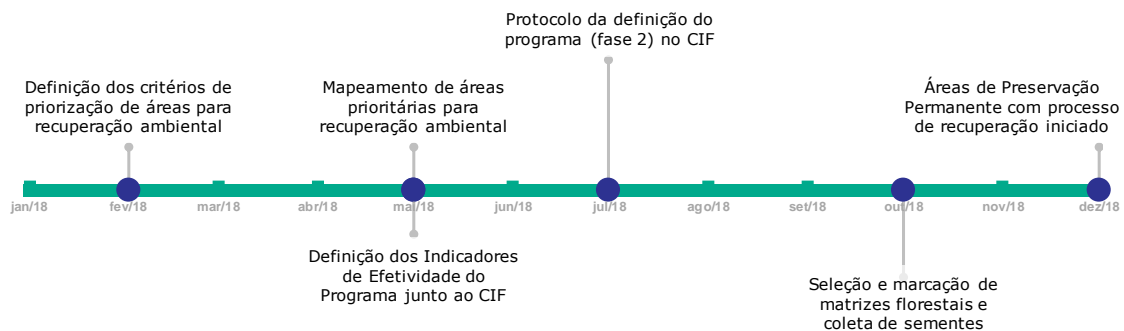 Protocolo da definição do
programa (fase 2) no CIF
Definição dos critérios de
priorização de áreas para
recuperação ambiental
Mapeamento de áreas
prioritárias para
recuperação ambiental
Áreas de Preservação
Permanente com processo
de recuperação iniciado
jan/18
fev/18
mar/18
abr/18
mai/18
jun/18
jul/18
ago/18
set/18
out/18
nov/18
dez/18
Definição dos Indicadores
de Efetividade do
Programa junto ao CIF
Seleção e marcação de
matrizes florestais e
coleta de sementes